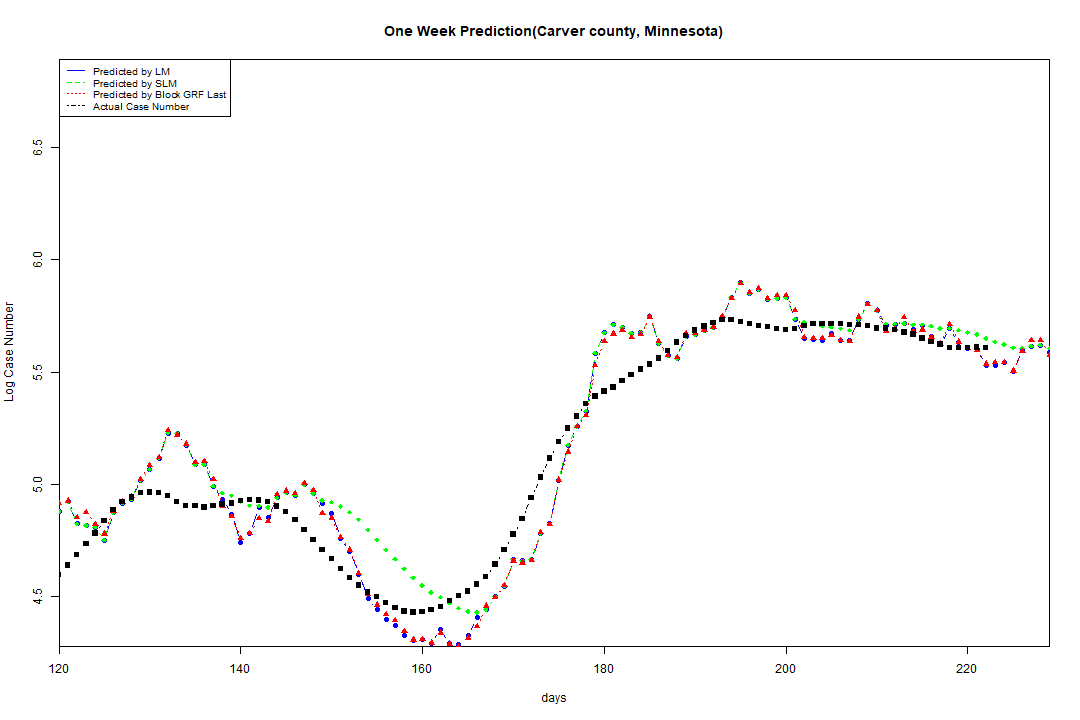 One Week Prediction(Carver county, Minnesota)
Predicted by LM
Predicted by SLM
Predicted by Block GRF Last
Actual Case Number
6.5
6.0
5.5
5.0
4.5
Log Case Number
120 140 160 180 200 220
days